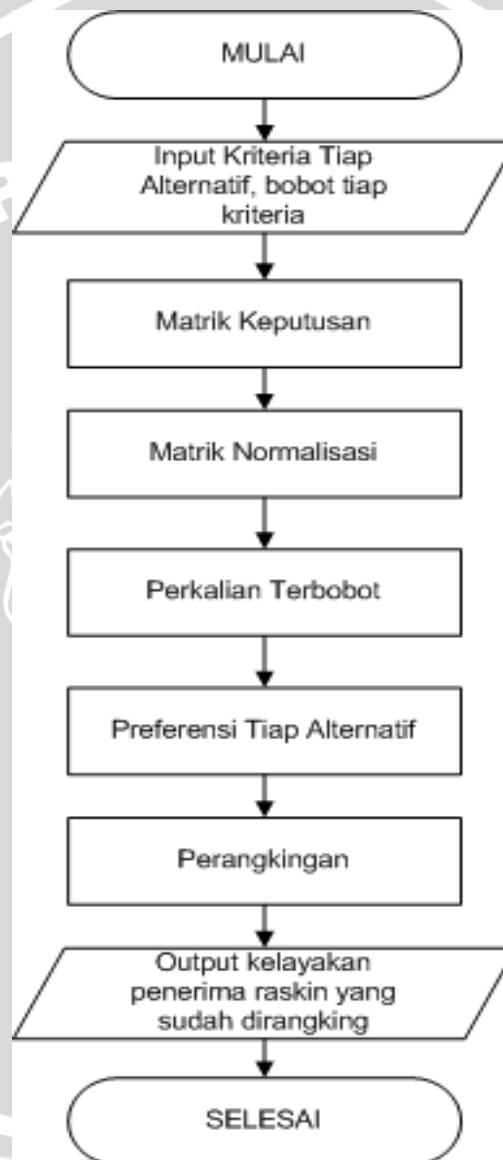 MULAI
Input Kriteria Tiap
Alternatif, bobot tiap
kriteria
Matrik Keputusan
Matrik Normalisasi
Perkalian Terbobot
Preferensi Tiap Alternatif
Perangkingan
Output kelayakan
penerima raskin yang
sudah dirangking
SELESAI